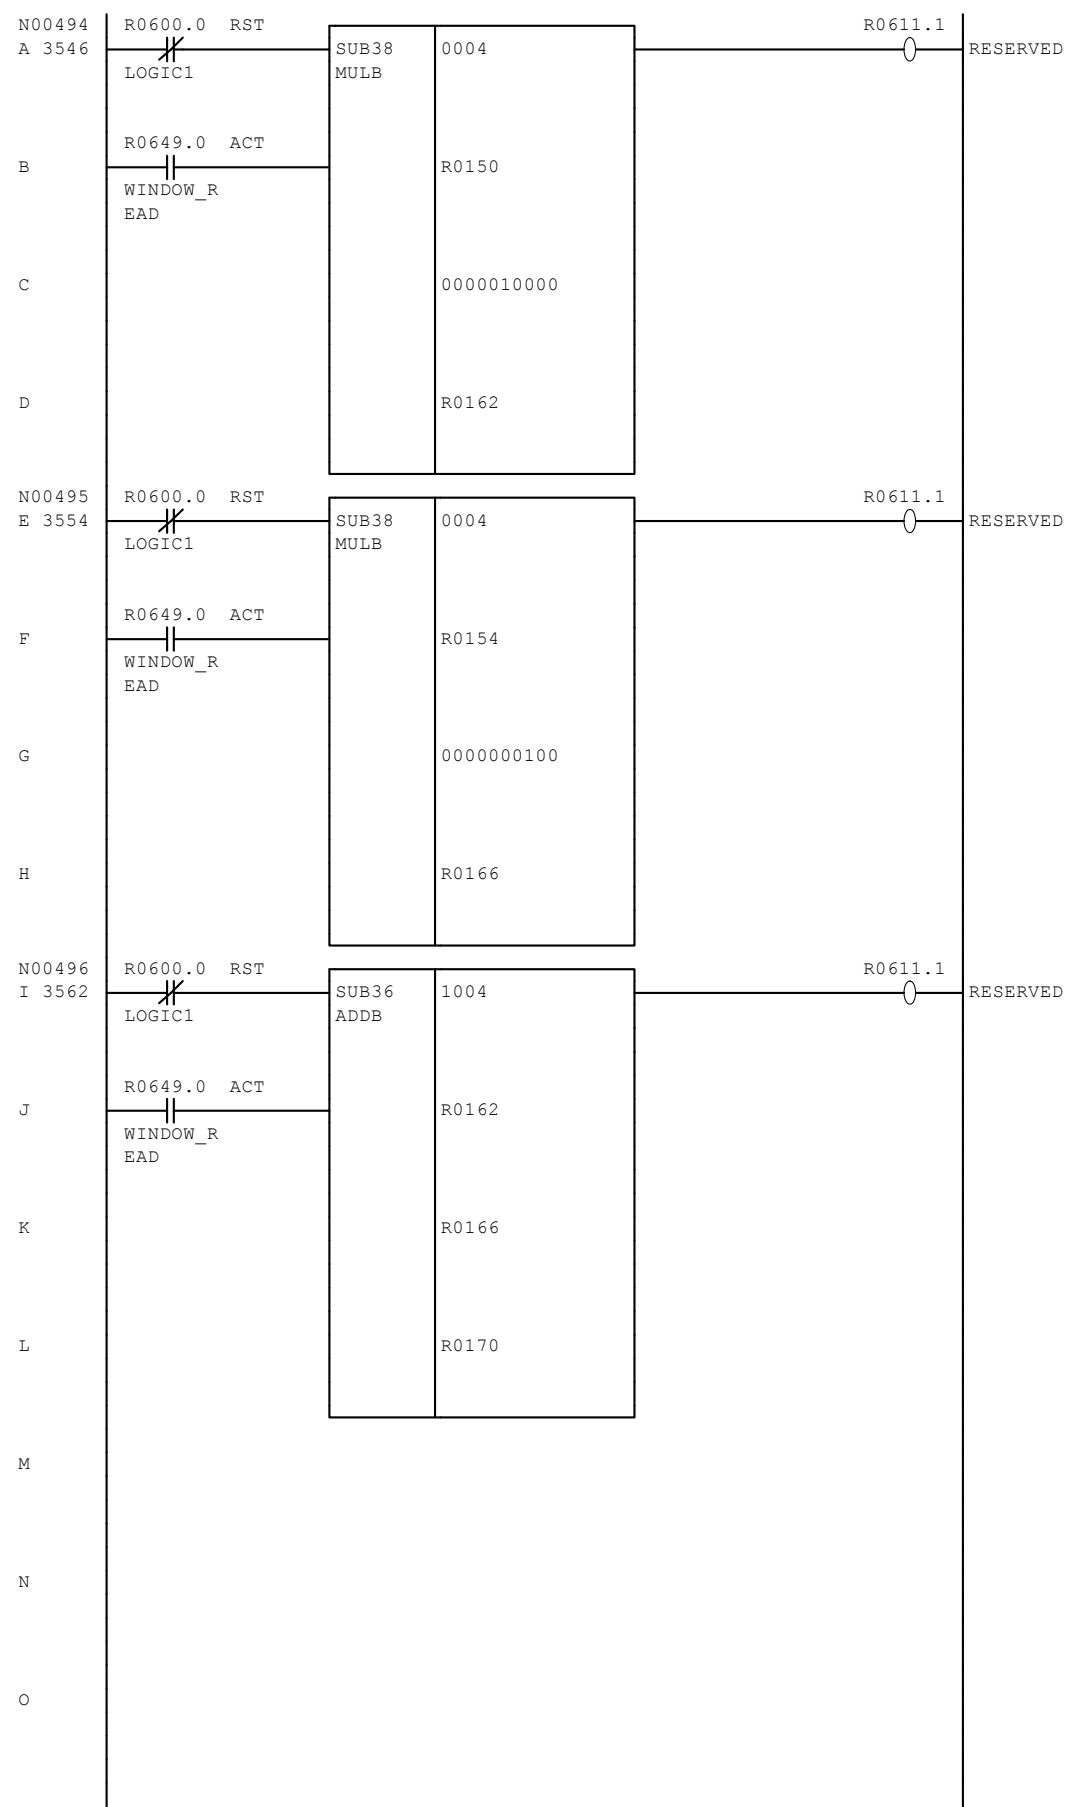 N00494 R0600.0 RST R0611.1
A 3546 SUB38 0004 RESERVED
LOGIC1 MULB
R0649.0 ACT
B R0150
WINDOW_R
EAD
C 0000010000
D R0162
N00495 R0600.0 RST R0611.1
E 3554 SUB38 0004 RESERVED
LOGIC1 MULB
R0649.0 ACT
F R0154
WINDOW_R
EAD
G 0000000100
H R0166
N00496 R0600.0 RST R0611.1
I 3562 SUB36 1004 RESERVED
LOGIC1 ADDB
R0649.0 ACT
J R0162
WINDOW_R
EAD
K R0166
L R0170
M
N
O